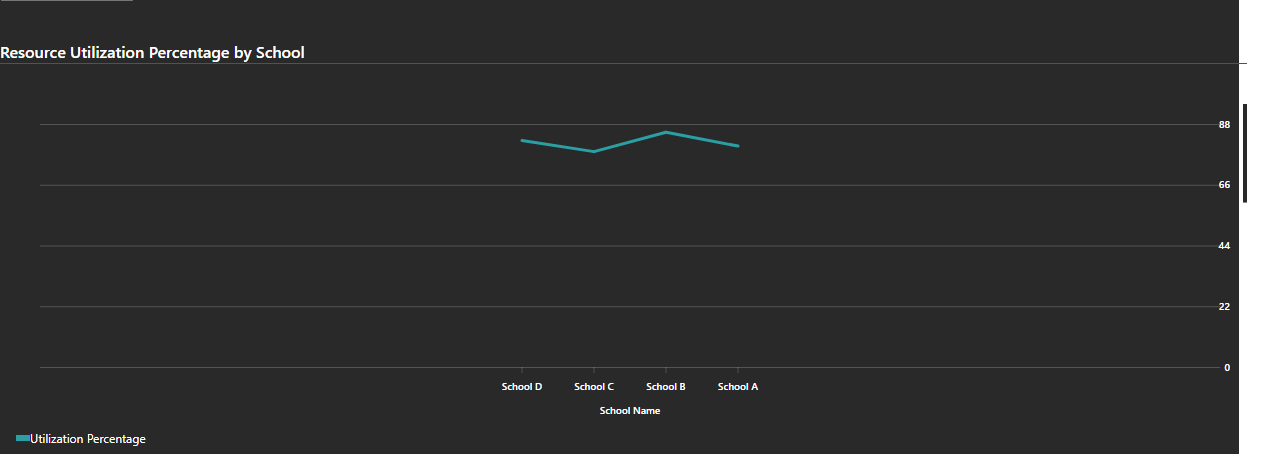 Resource Utilization Percentage by School
88
66
44
22
0
School D School C School B School A
School Name
Utilization Percentage